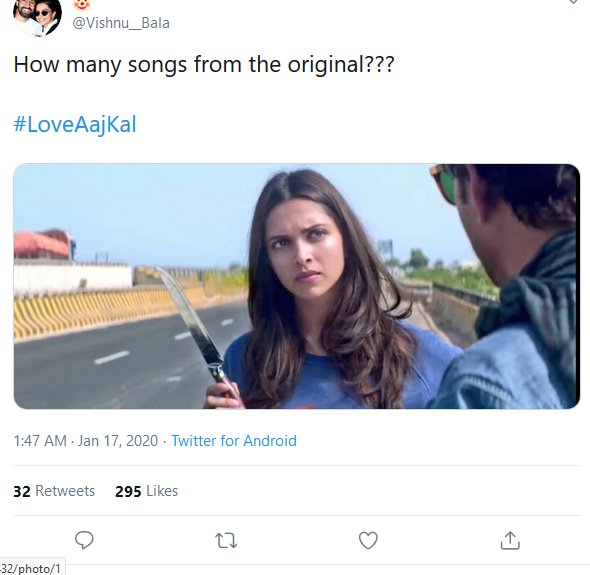 @Vishnu__Bala
How many songs from the original???
#LoveAajKal
1:47 AM · Jan 17, 2020 · Twitter for Android
32 Retweets 295 Likes
32/photo/1